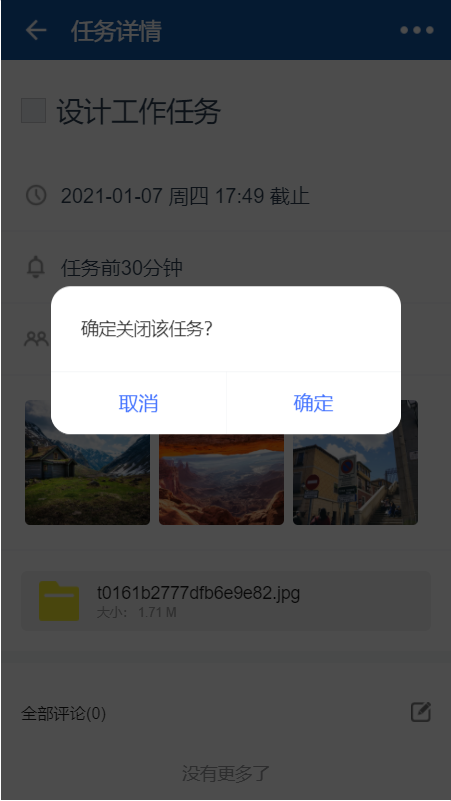 任务详情
设计工作任务
2021-01-07 周四 17:49 截止
任务前30分钟
确定关闭该任务?
取消
确定
t0161b2777dfb6e9e82.jpg
大小: 1.71 M
全部评论(0)
没有更多了